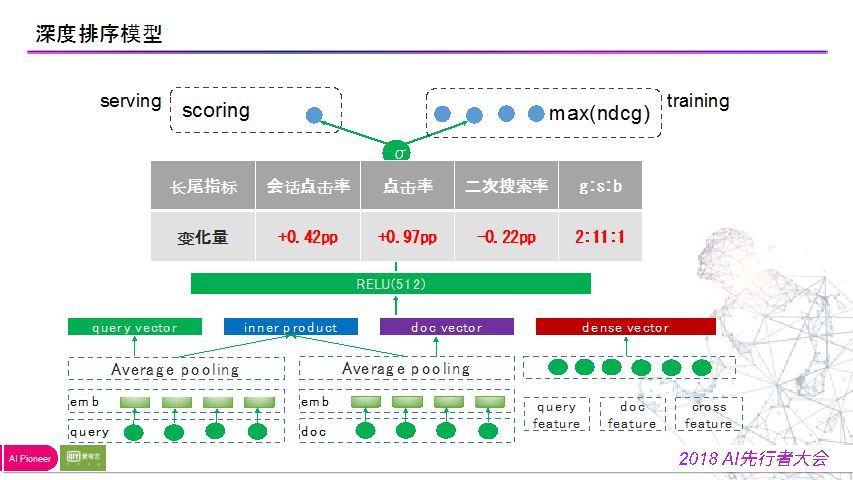 深度排序模型
serving
scoring
max(ndcg)
training
σ
长尾指标 会话点击率 点击率 二次搜索率 g:s:b
变化量 +0.42pp +0.97pp -0.22pp 2:11:1
RELU(512)
query vector inner product doc vector dense vector
Average pooling Average pooling
emb emb
query doc
query feature
doc feature
cross feature
AI Pioneer
QIY 爱奇艺
2018 AI先行者大会